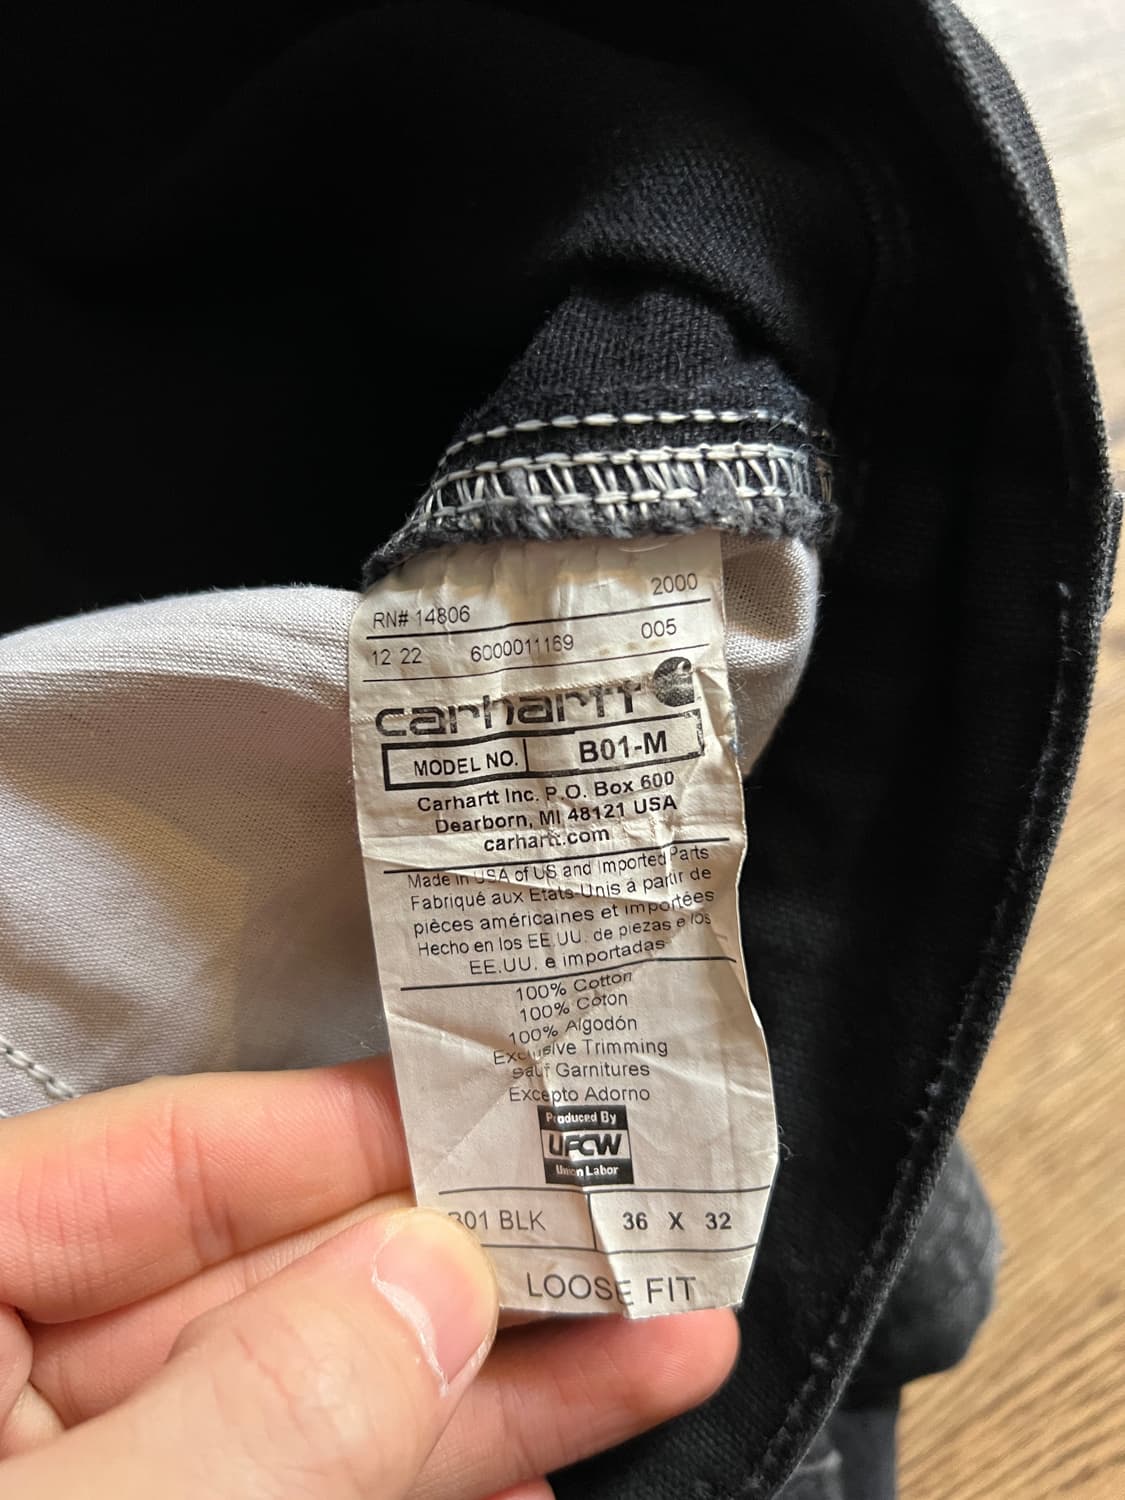 2000
RN# 14806
12 22 6000011169 005
carhartt
MODEL NO. B01-M
Carhartt Inc. P.O. Box 600
Dearborn, MI 48121 USA
carhartt.com
Made in USA of US and Imported Parts
Fabriqué aux États-Unis à partir de
pièces américaines et importées
Hecho en los EE.UU. de piezas e los
EE.UU. e importadas
100% Cotton
100% Coton
100% Algodón
Exclusive Trimming
sauf Garnitures
Excepto Adorno
Produced By
UFCW
Union Labor
B01 BLK 36 X 32
LOOSE FIT